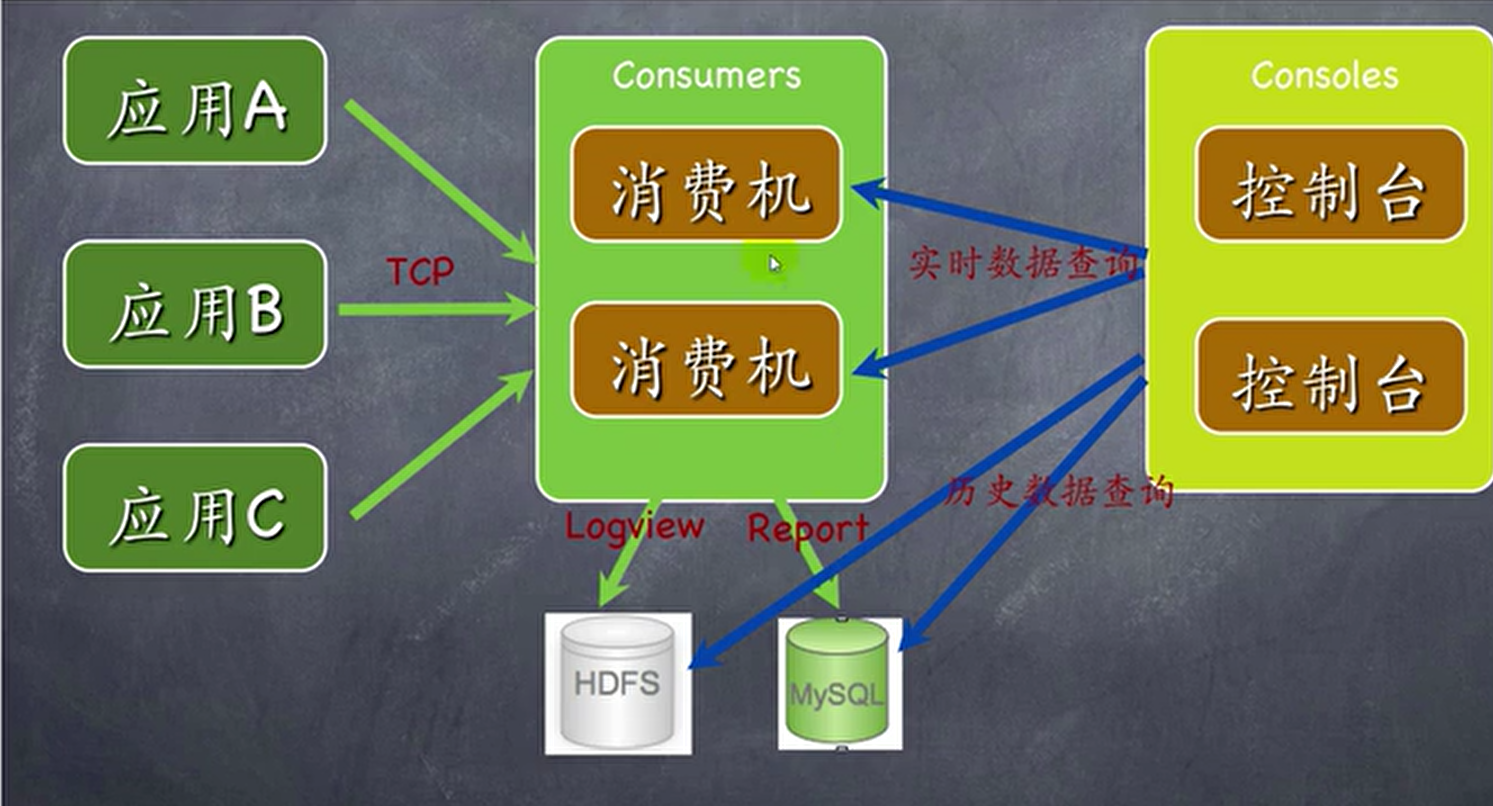 应用A
应用B
应用C
TCP
Consumers
消费机
消费机
Logview
Report
HDFS
MySQL
实时数据查询
历史数据查询
Consoles
控制台
控制台